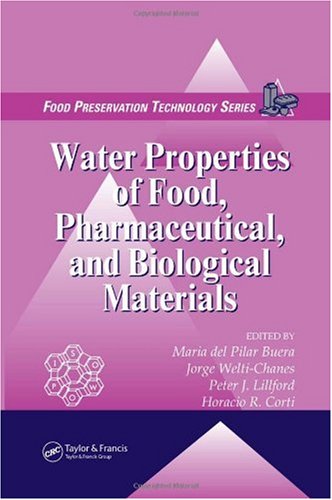 FOOD PRESERVATION TECHNOLOGY SERIES
Water Properties
of Food,
Pharmaceutical,
and Biological
Materials
EDITED BY
Maria del Pilar Buera
Jorge Welti-Chanes
Peter J. Lillford
Horacio R. Corti
ISOPOW
CRC
Taylor & Francis
Taylor & Francis Group